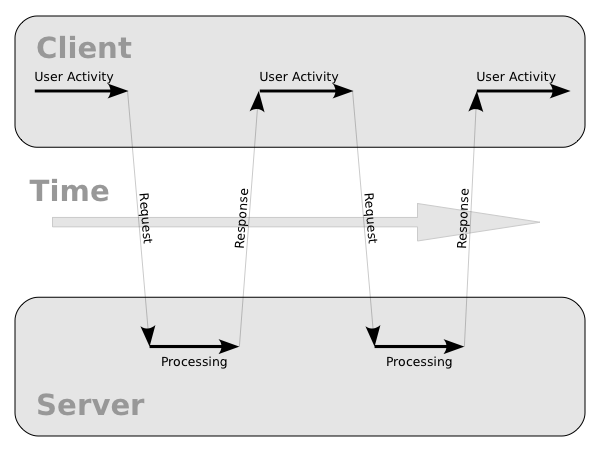 Client
User Activity
User Activity
User Activity
Time
Request
Response
Request
Response
Processing
Processing
Server